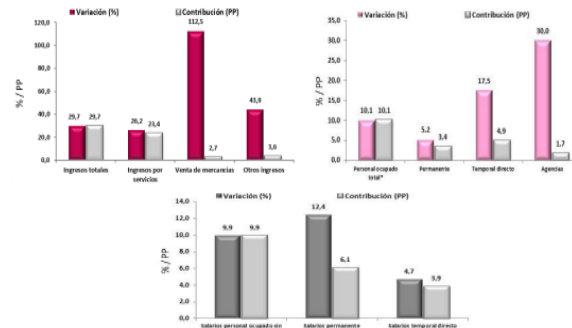 Variación (%) Contribución (PP)
% / PP
120,0
100,0
80,0
60,0
40,0
20,0
0,0
29,7 29,7 26,2 23,4 112,5 2,7 43,9 3,6
Ingresos totales Ingresos por servicios Venta de mercancías Otros ingresos
Variación (%) Contribución (PP)
% / PP
35,0
30,0
25,0
20,0
15,0
10,0
5,0
0,0
10,1 10,1 5,2 3,4 17,5 4,9 30,0 1,7
Personal ocupado total* Permanente Temporal directo Agencias
Variación (%) Contribución (PP)
% / PP
14,0
12,0
10,0
8,0
6,0
4,0
2,0
0,0
9,9 9,9 12,4 6,1 4,7 3,9
Salarios personal ocupado sin Salarios permanente Salarios temporal directo